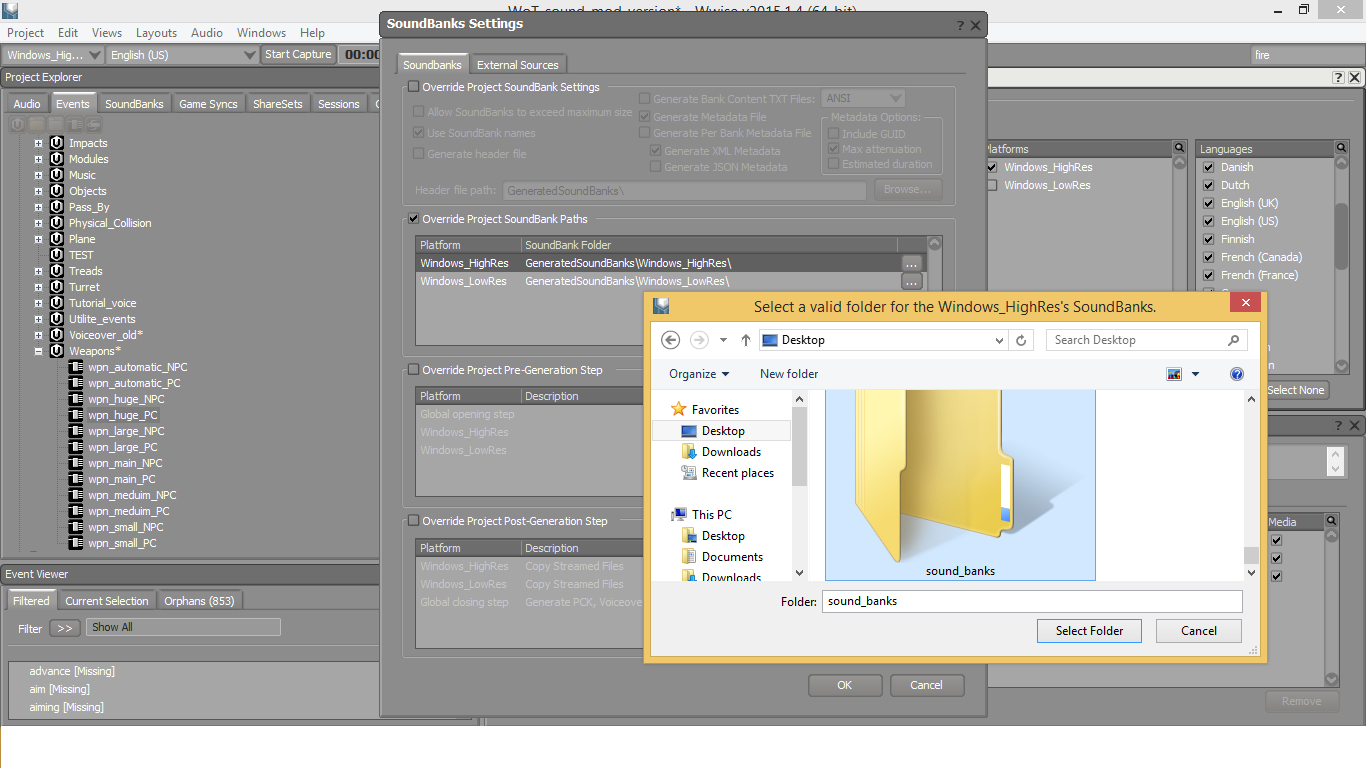 WoT_sound_mod_version* - Wwise v2015.1.4 (64-bit)
Project Edit Views Layouts Audio Windows Help
Windows_Hig... English (US) Start Capture 00:00
fire
Project Explorer
Audio Events SoundBanks Game Syncs ShareSets Sessions
Impacts
Modules
Music
Objects
Pass_By
Physical_Collision
Plane
TEST
Treads
Turret
Tutorial_voice
Utilite_events
Voiceover_old*
Weapons*
wpn_automatic_NPC
wpn_automatic_PC
wpn_huge_NPC
wpn_huge_PC
wpn_large_NPC
wpn_large_PC
wpn_main_NPC
wpn_main_PC
wpn_meduim_NPC
wpn_meduim_PC
wpn_small_NPC
wpn_small_PC
Event Viewer
Filtered Current Selection Orphans (853)
Filter >> Show All
advance [Missing]
aim [Missing]
aiming [Missing]
SoundBanks Settings
Soundbanks External Sources
Override Project SoundBank Settings
Allow SoundBanks to exceed maximum size
Use SoundBank names
Generate header file
Generate Bank Content TXT Files: ANSI
Generate Metadata File
Generate Per Bank Metadata File
Generate XML Metadata
Generate JSON Metadata
Metadata Options:
Include GUID
Max attenuation
Estimated duration
Header file path: GeneratedSoundBanks\ Browse...
Override Project SoundBank Paths
Platform SoundBank Folder
Windows_HighRes GeneratedSoundBanks\Windows_HighRes\ ...
Windows_LowRes GeneratedSoundBanks\Windows_LowRes\ ...
Override Project Pre-Generation Step
Platform Description
Global opening step
Windows_HighRes
Windows_LowRes
Override Project Post-Generation Step
Platform Description
Windows_HighRes Copy Streamed Files
Windows_LowRes Copy Streamed Files
Global closing step Generate PCK, Voiceover
OK Cancel
Platforms
Windows_HighRes
Windows_LowRes
Languages
Danish
Dutch
English (UK)
English (US)
Finnish
French (Canada)
French (France)
Select None
Media
Remove
Select a valid folder for the Windows_HighRes's SoundBanks.
Desktop
Search Desktop
Organize New folder
Favorites
Desktop
Downloads
Recent places
This PC
Desktop
Documents
Downloads
sound_banks
Folder: sound_banks
Select Folder Cancel